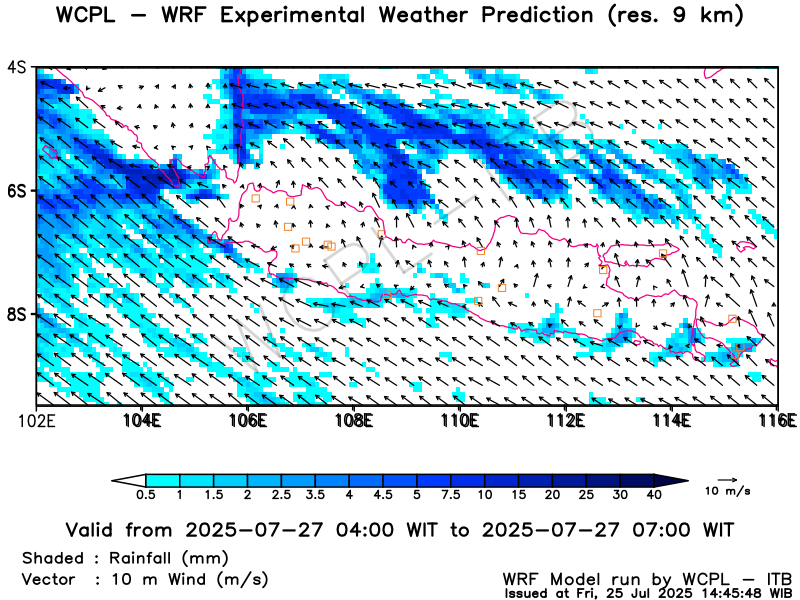 WCPL – WRF Experimental Weather Prediction (res. 9 km)
4S
6S
8S
102E 104E 106E 108E 110E 112E 114E 116E
WCPL-ITB
0.5 1 1.5 2 2.5 3.5 4 4.5 5 7.5 10 15 20 25 30 40
10 m/s
Valid from 2025-07-27 04:00 WIT to 2025-07-27 07:00 WIT
Shaded : Rainfall (mm)
Vector : 10 m Wind (m/s)
WRF Model run by WCPL – ITB
Issued at Fri, 25 Jul 2025 14:45:48 WIB